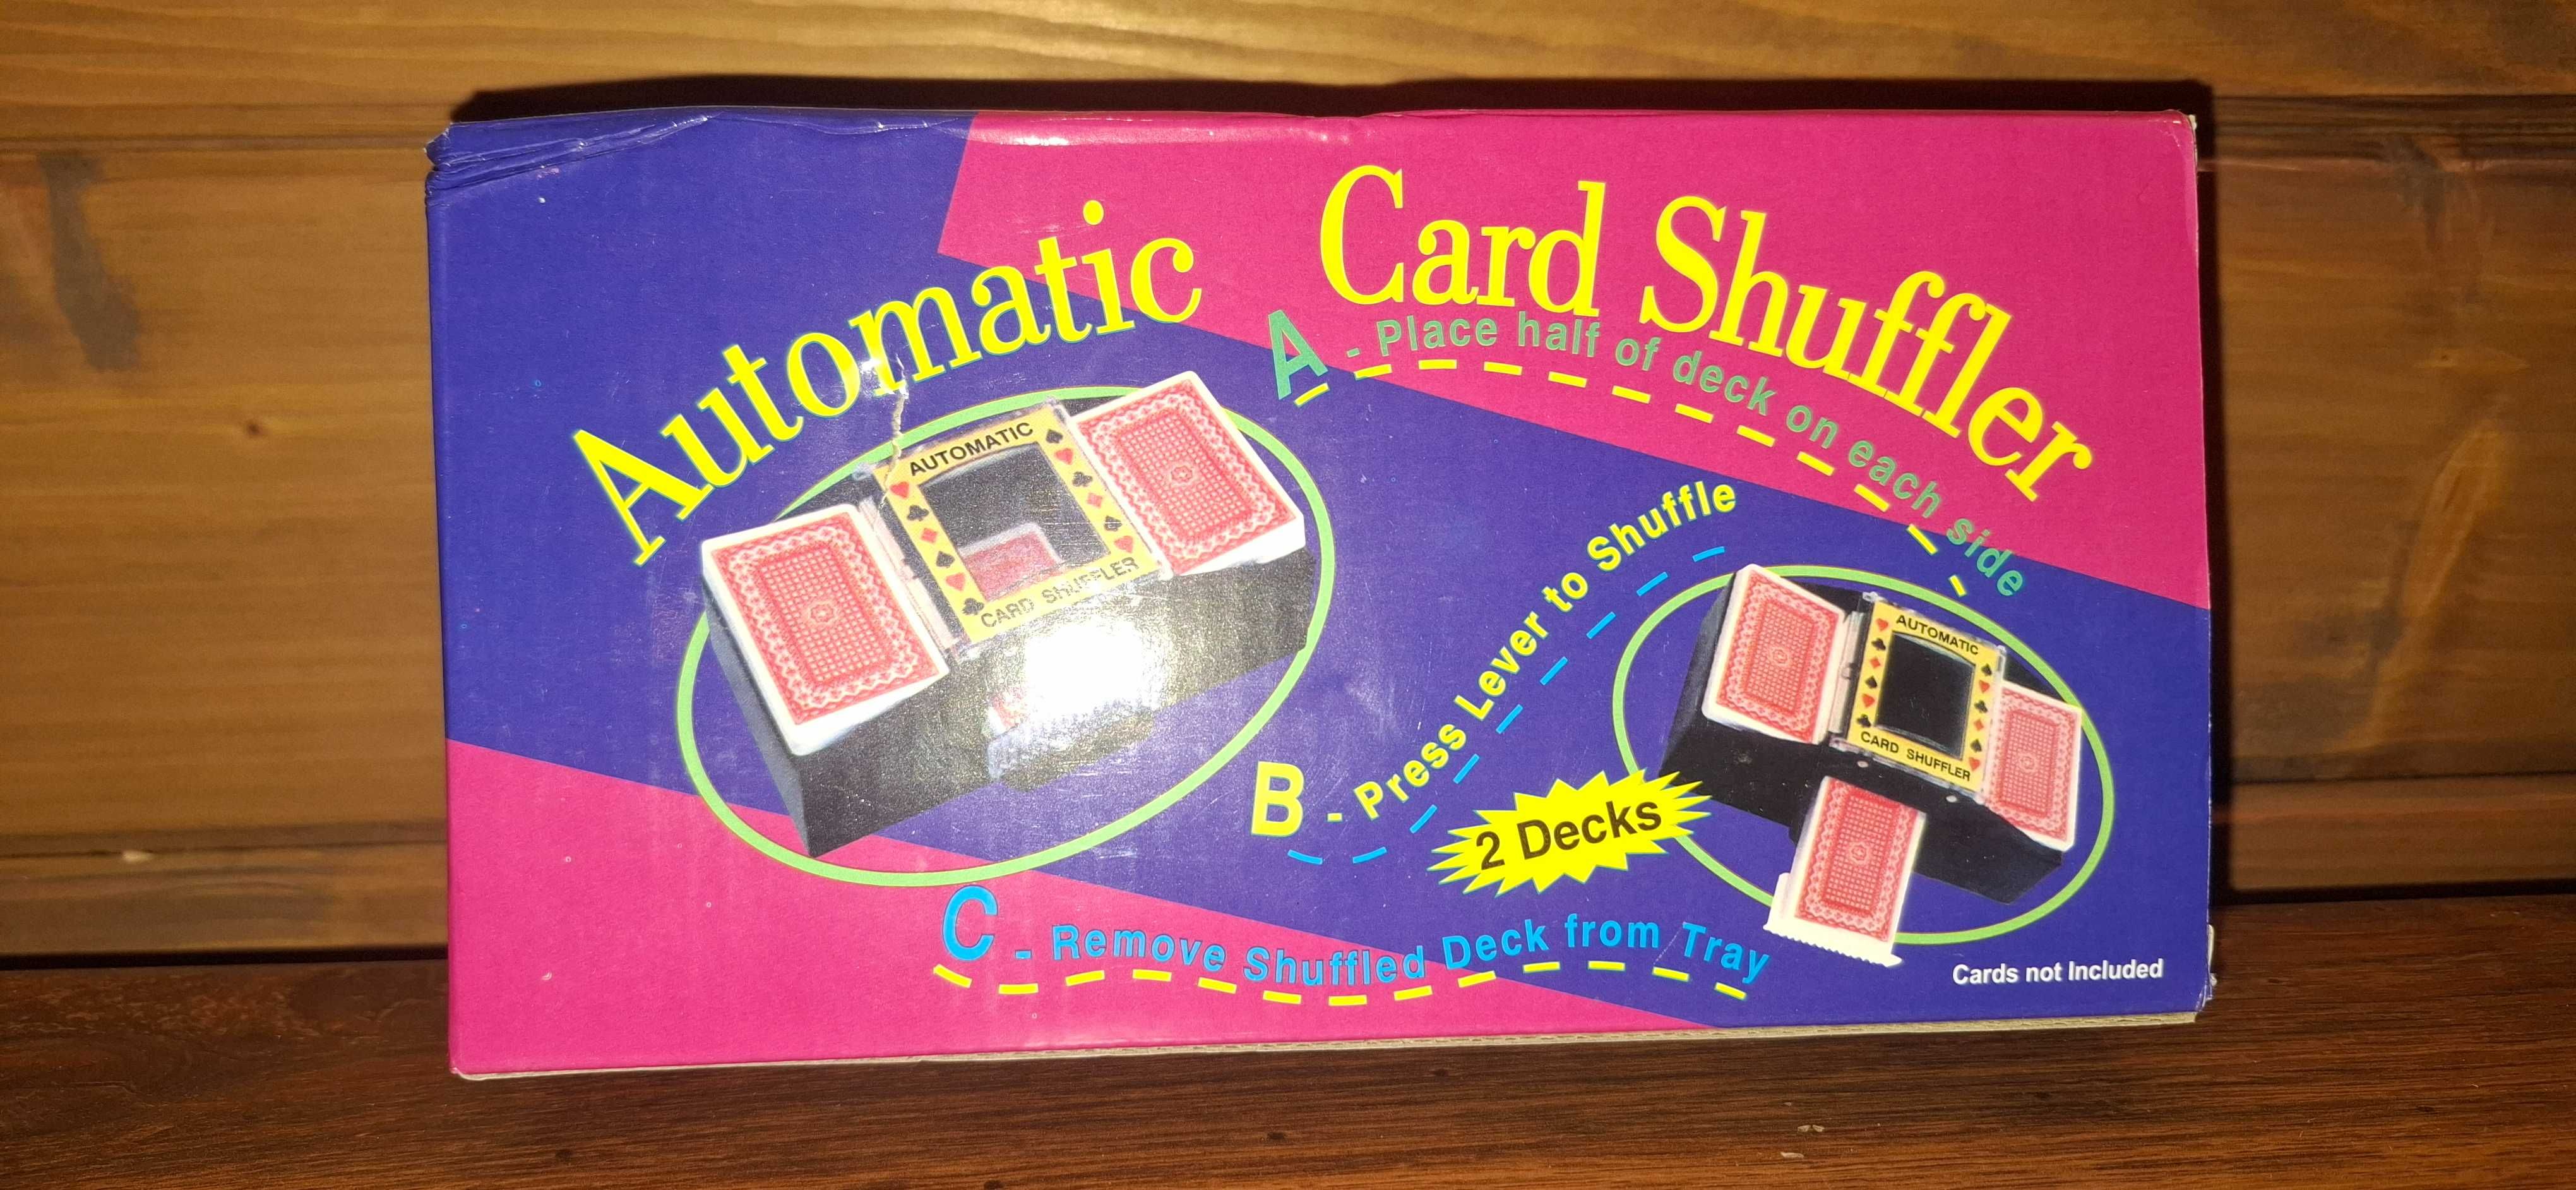 Automatic Card Shuffler
A - Place half of deck on each side
AUTOMATIC
CARD SHUFFLER
B - Press Lever to Shuffle
AUTOMATIC
CARD SHUFFLER
2 Decks
C - Remove Shuffled Deck from Tray
Cards not Included